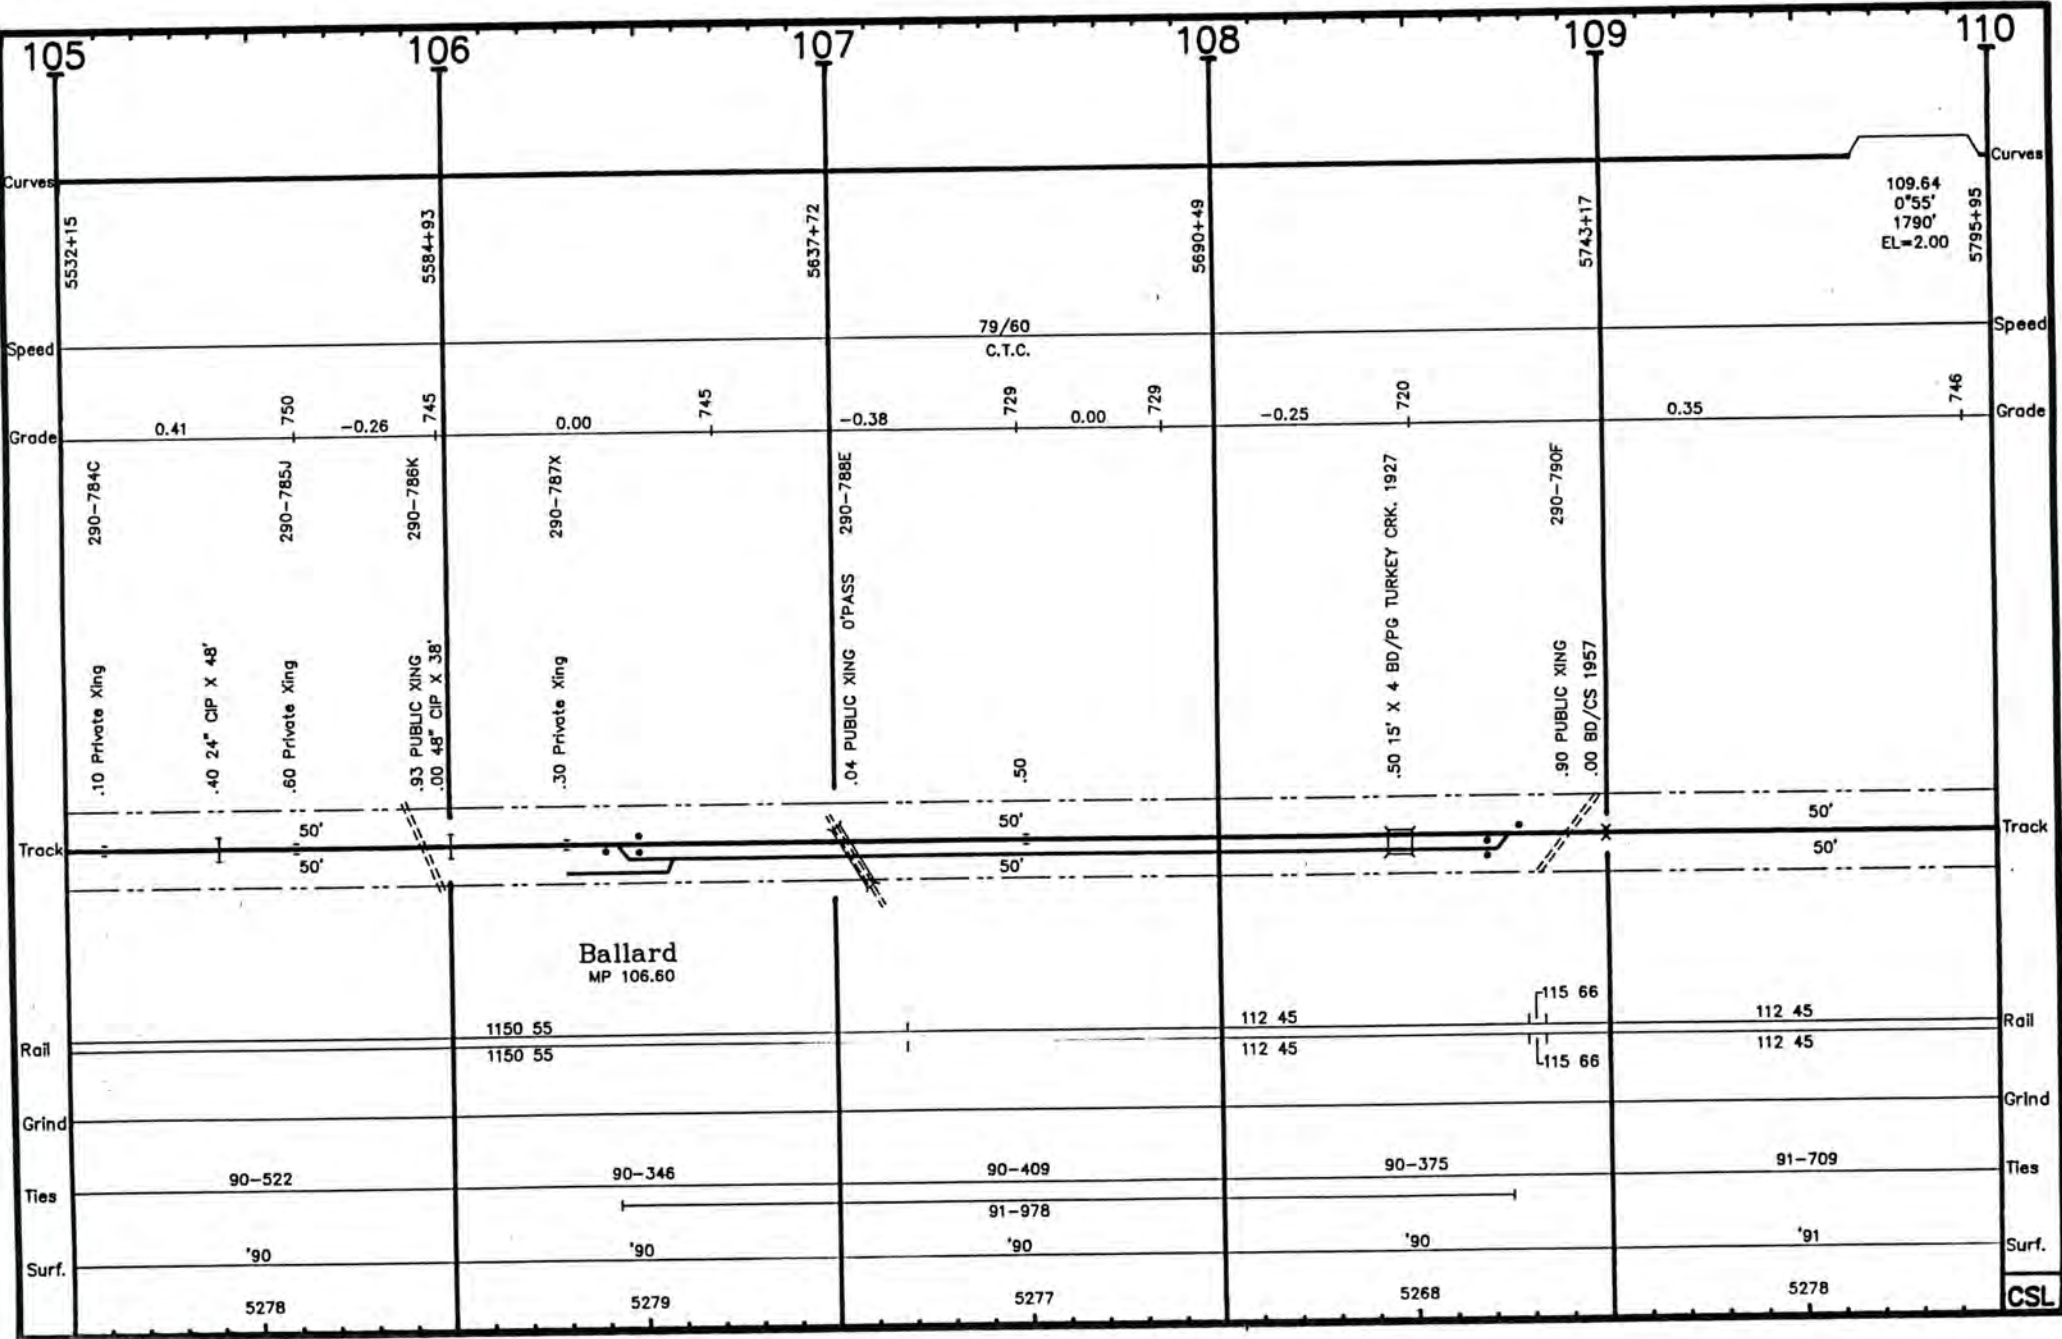 105 106 107 108 109 110
Curves Curves
5532+15 5584+93 5637+72 5690+49 5743+17 5795+95
109.64
0°55'
1790'
EL=2.00
Speed 79/60 Speed
C.T.C.
Grade 0.41 750 -0.26 745 0.00 745 -0.38 729 0.00 729 -0.25 720 0.35 746 Grade
290-784C 290-785J 290-786K 290-787X 290-788E 290-790F
.10 Private Xing
.40 24" CIP X 48'
.60 Private Xing
.93 PUBLIC XING
.00 48" CIP X 38'
.30 Private Xing
.04 PUBLIC XING O'PASS
.50
.50 15' X 4 BD/PG TURKEY CRK. 1927
.90 PUBLIC XING
.00 BD/CS 1957
50' 50' 50'
Track Track
50' 50' 50'
Ballard
MP 106.60
115 66
1150 55 112 45 112 45
Rail Rail
1150 55 112 45 112 45
115 66
Grind Grind
Ties 90-522 90-346 90-409 90-375 91-709 Ties
91-978
Surf. '90 '90 '90 '90 '91 Surf.
5278 5279 5277 5268 5278
CSL